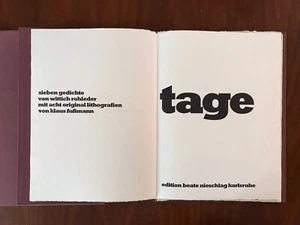 sieben gedichte
von wittich rohleder
mit acht original lithografien
von klaus fußmann
tage
edition beate nieschlag karlsruhe